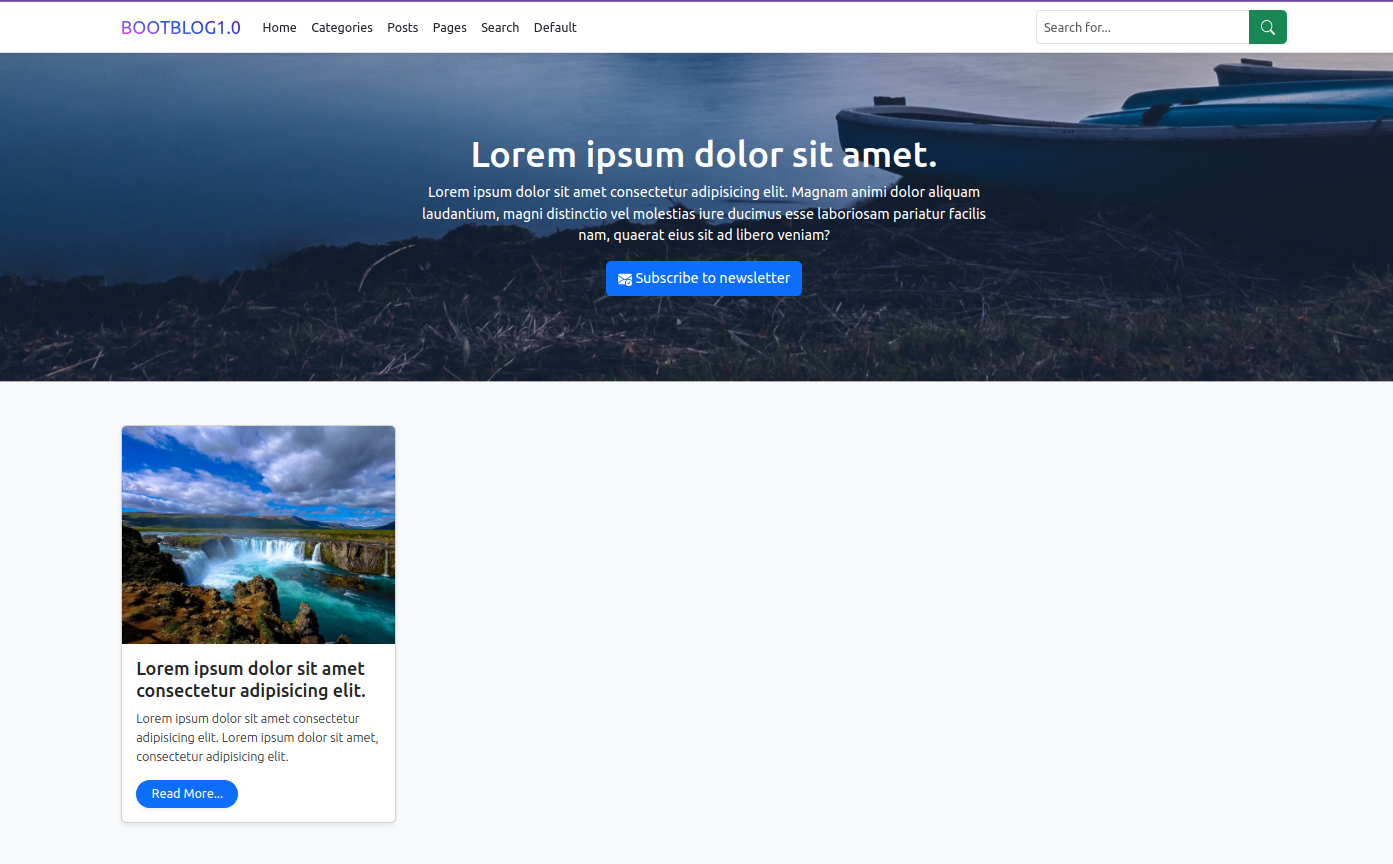 BOOTBLOG1.0 Home Categories Posts Pages Search Default Search for...
Lorem ipsum dolor sit amet.
Lorem ipsum dolor sit amet consectetur adipisicing elit. Magnam animi dolor aliquam
laudantium, magni distinctio vel molestias iure ducimus esse laboriosam pariatur facilis
nam, quaerat eius sit ad libero veniam?
Subscribe to newsletter
Lorem ipsum dolor sit amet
consectetur adipisicing elit.
Lorem ipsum dolor sit amet consectetur
adipisicing elit. Lorem ipsum dolor sit amet,
consectetur adipisicing elit.
Read More...